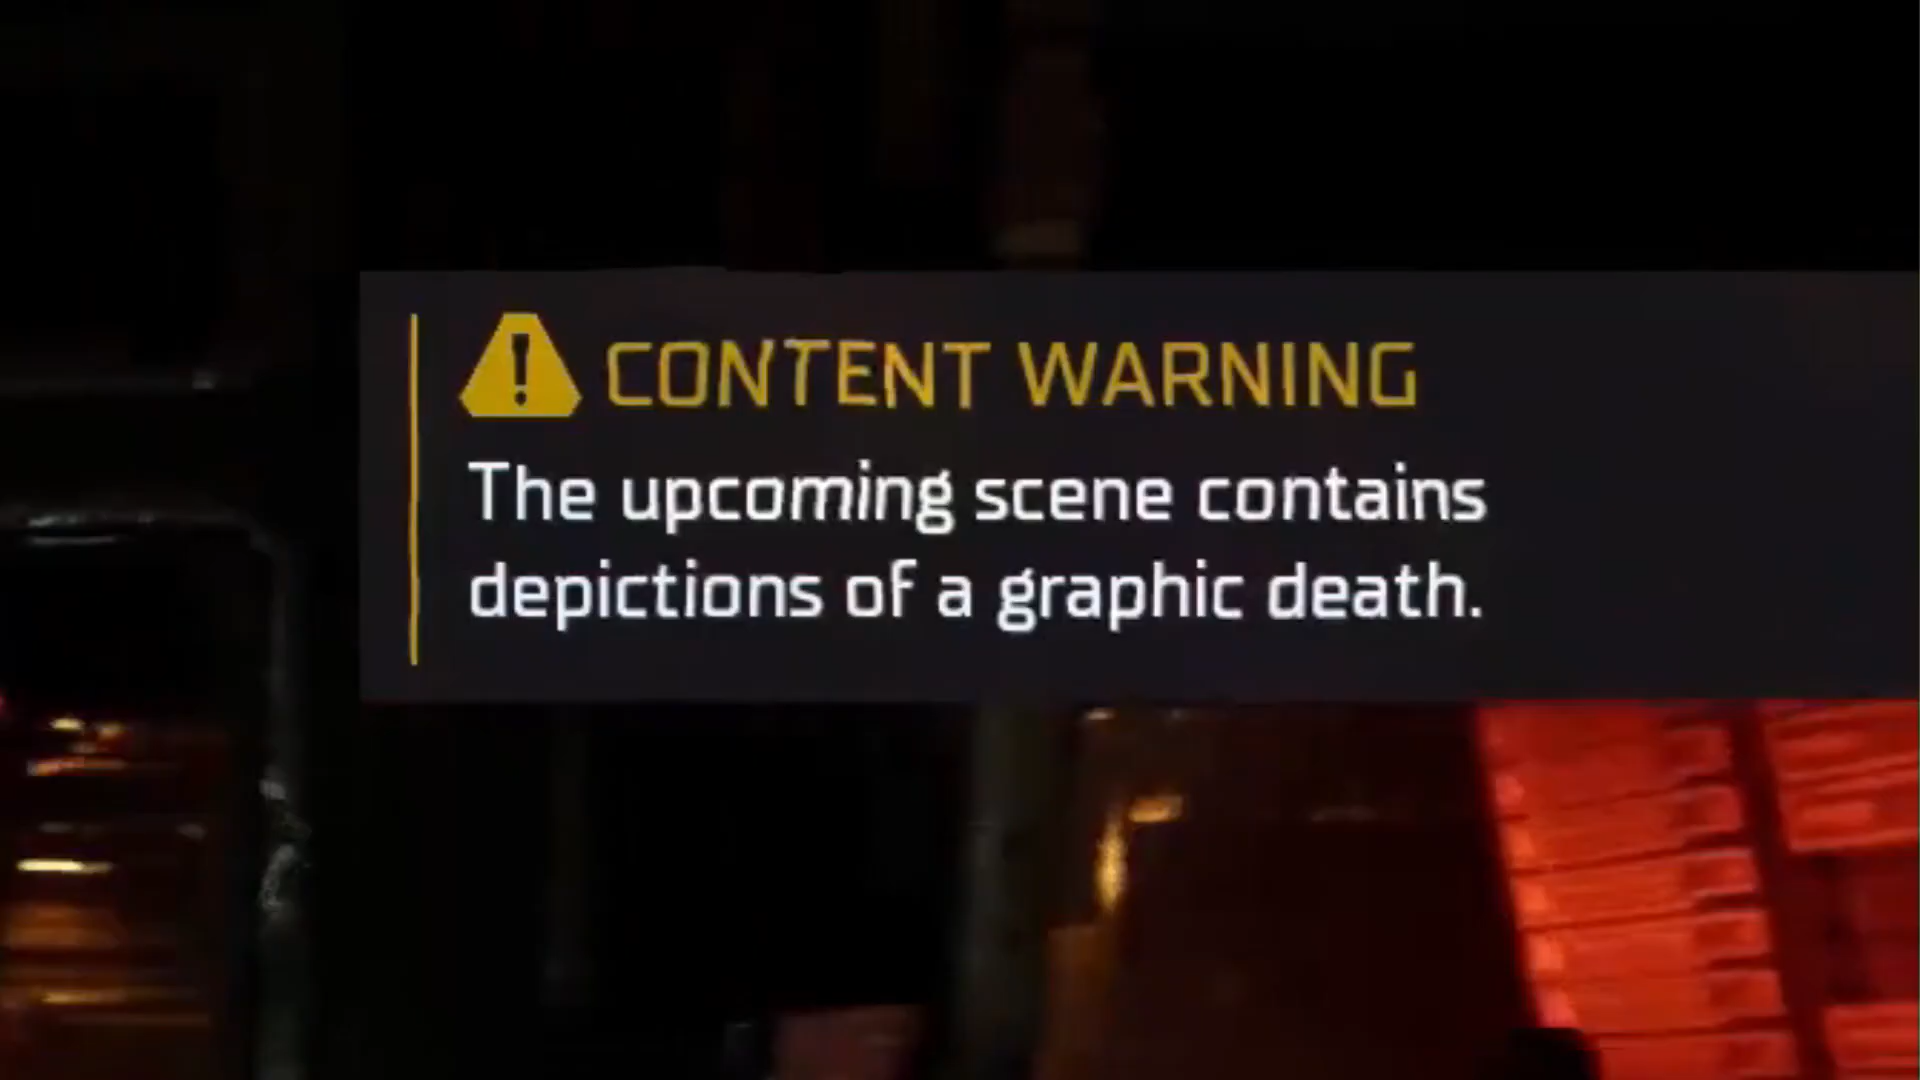 CONTENT WARNING
The upcoming scene contains
depictions of a graphic death.